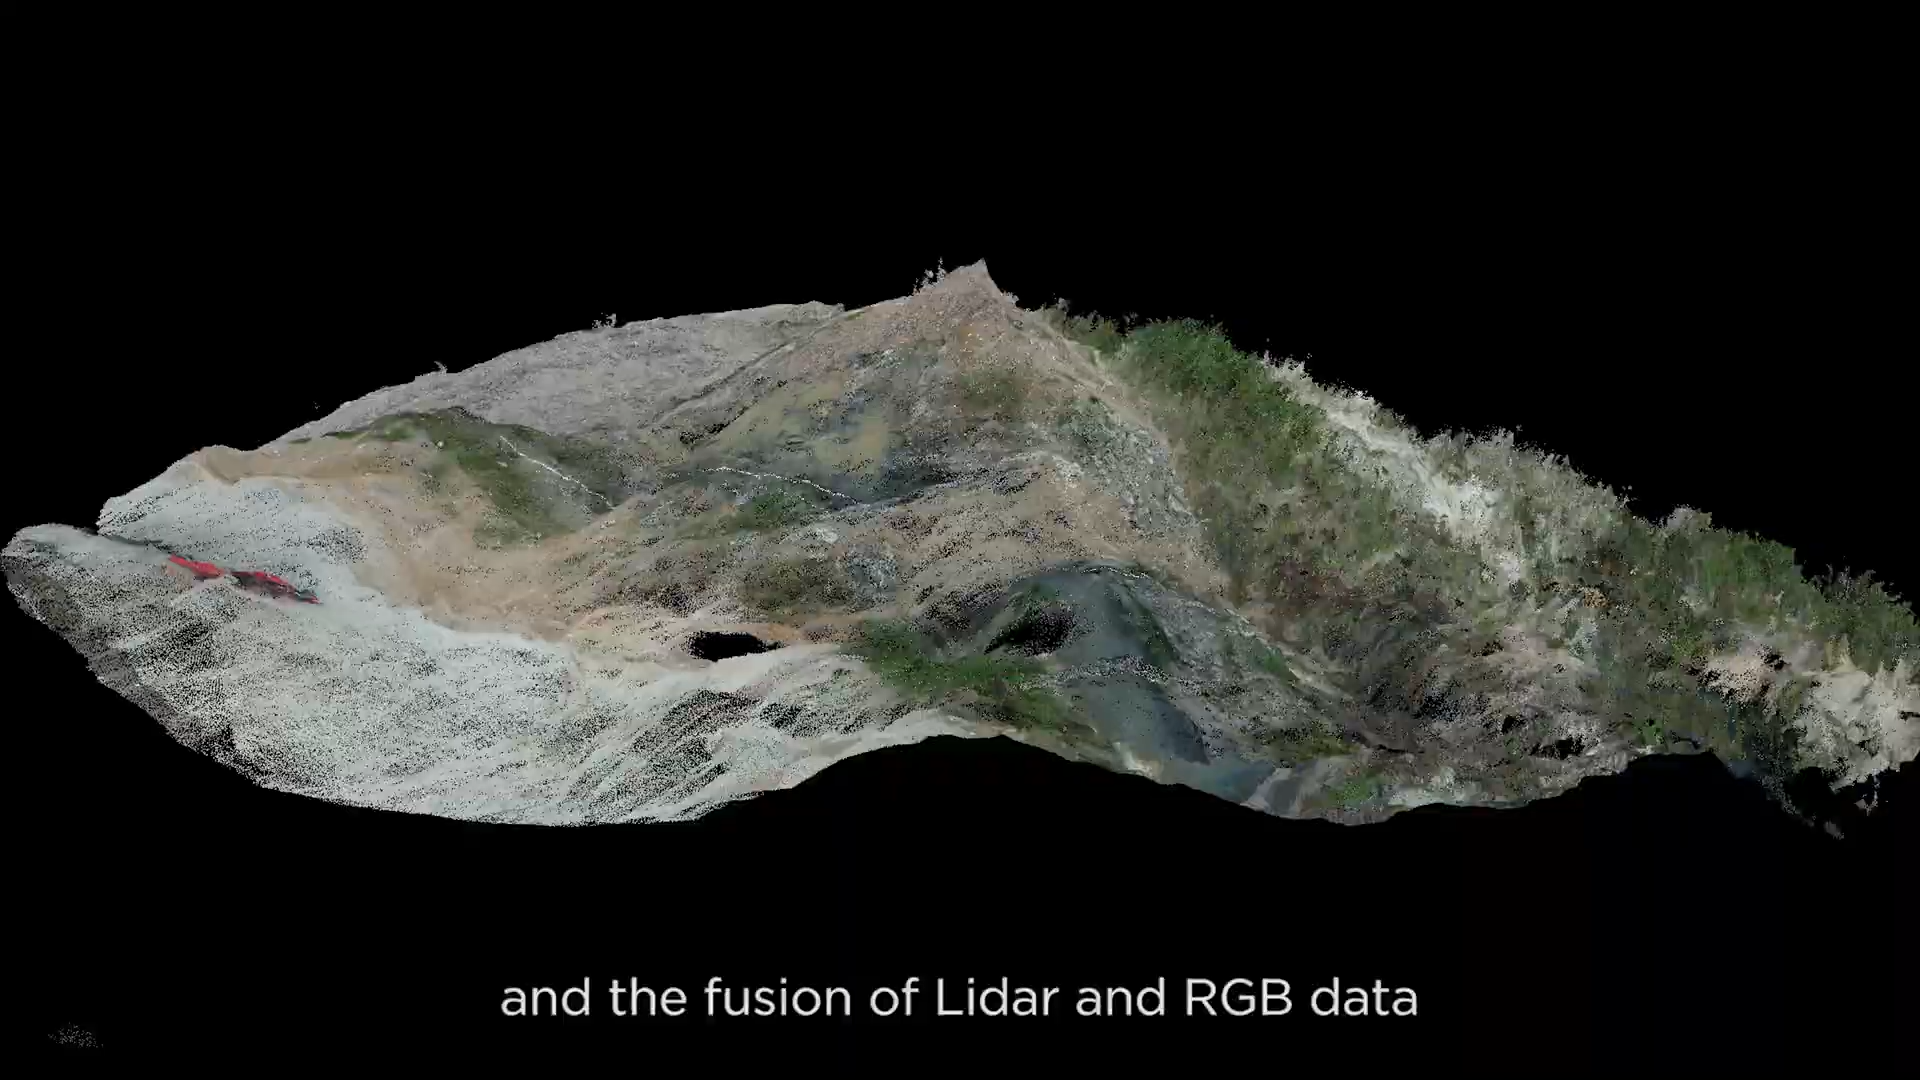 and the fusion of Lidar and RGB data